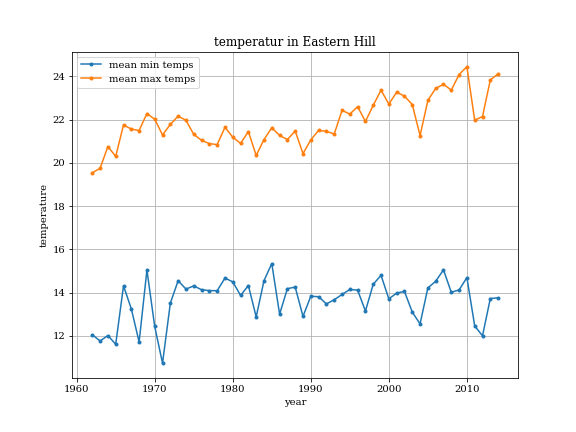 temperatur in Eastern Hill
mean min temps
mean max temps
temperature
24
22
20
18
16
14
12
1960 1970 1980 1990 2000 2010
year